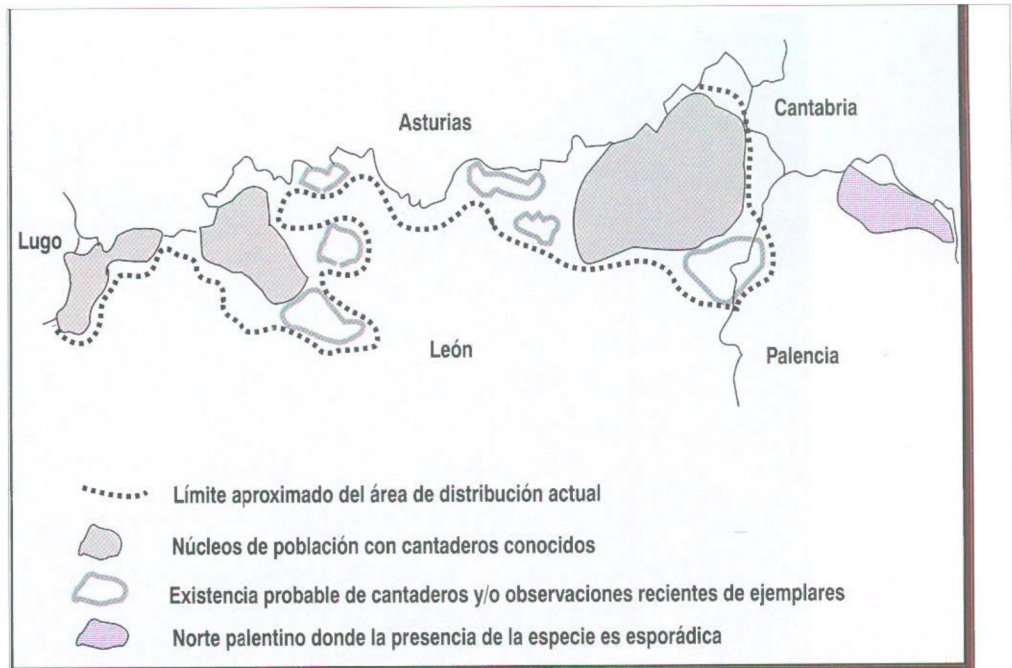 Asturias
Cantabria
Lugo
León
Palencia
Límite aproximado del área de distribución actual
Núcleos de población con cantaderos conocidos
Existencia probable de cantaderos y/o observaciones recientes de ejemplares
Norte palentino donde la presencia de la especie es esporádica